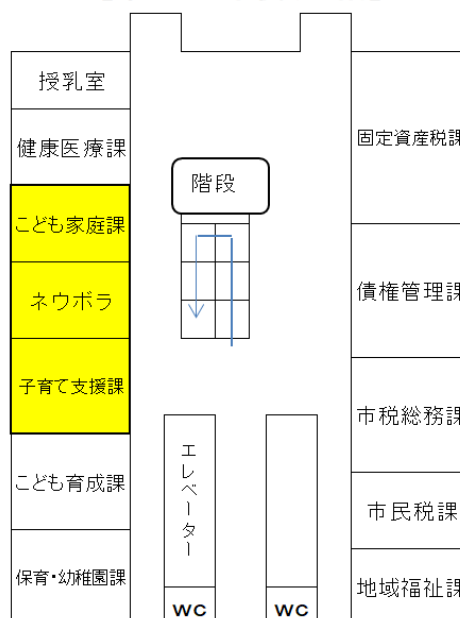 授乳室
健康医療課
こども家庭課
ネウボラ
子育て支援課
こども育成課
保育・幼稚園課
階段
エレベーター
WC
WC
固定資産税課
債権管理課
市税総務課
市民税課
地域福祉課